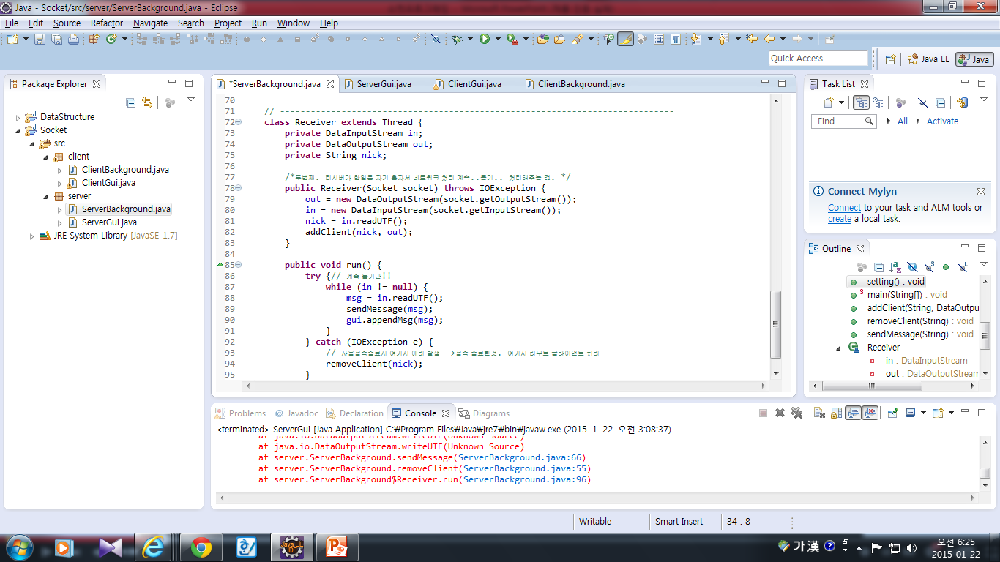 Java - Socket/src/server/ServerBackground.java - Eclipse
File Edit Source Refactor Navigate Search Project Run Window Help
Quick Access
Java EE
Java
Package Explorer
DataStructure
Socket
src
client
ClientBackground.java
ClientGui.java
server
ServerBackground.java
ServerGui.java
JRE System Library [JavaSE-1.7]
*ServerBackground.java ServerGui.java ClientGui.java ClientBackground.java
70
71 // ------------------------------------------------------------------------------
72 class Receiver extends Thread {
73 private DataInputStream in;
74 private DataOutputStream out;
75 private String nick;
76
77 /*두번째. 리시버가 한일은 자기 혼자서 네트워크 처리 계속..듣기.. 처리해주는 것. */
78 public Receiver(Socket socket) throws IOException {
79 out = new DataOutputStream(socket.getOutputStream());
80 in = new DataInputStream(socket.getInputStream());
81 nick = in.readUTF();
82 addClient(nick, out);
83 }
84
85 public void run() {
86 try {// 계속 듣기만!!
87 while (in != null) {
88 msg = in.readUTF();
89 sendMessage(msg);
90 gui.appendMsg(msg);
91 }
92 } catch (IOException e) {
93 // 사용접속종료시 여기서 에러 발생-->접속 종료한것. 여기서 리무브 클라이언트 처리
94 removeClient(nick);
95 }
Task List
Find
All
Activate...
Connect Mylyn
Connect to your task and ALM tools or
create a local task.
Outline
setting() : void
main(String[]) : void
addClient(String, DataOutpu
removeClient(String) : void
sendMessage(String) : void
Receiver
in : DataInputStream
out : DataOutputStream
Problems @ Javadoc Declaration Console Diagrams
<terminated> ServerGui [Java Application] C:₩Program Files₩Java₩jre7₩bin₩javaw.exe (2015. 1. 22. 오전 3:08:37)
at java.io.DataOutputStream.writeUTF(Unknown Source)
at java.io.DataOutputStream.writeUTF(Unknown Source)
at server.ServerBackground.sendMessage(ServerBackground.java:66)
at server.ServerBackground.removeClient(ServerBackground.java:55)
at server.ServerBackground$Receiver.run(ServerBackground.java:96)
Writable
Smart Insert
34 : 8
Java EE
IDE
가 漢
오전 6:25
2015-01-22